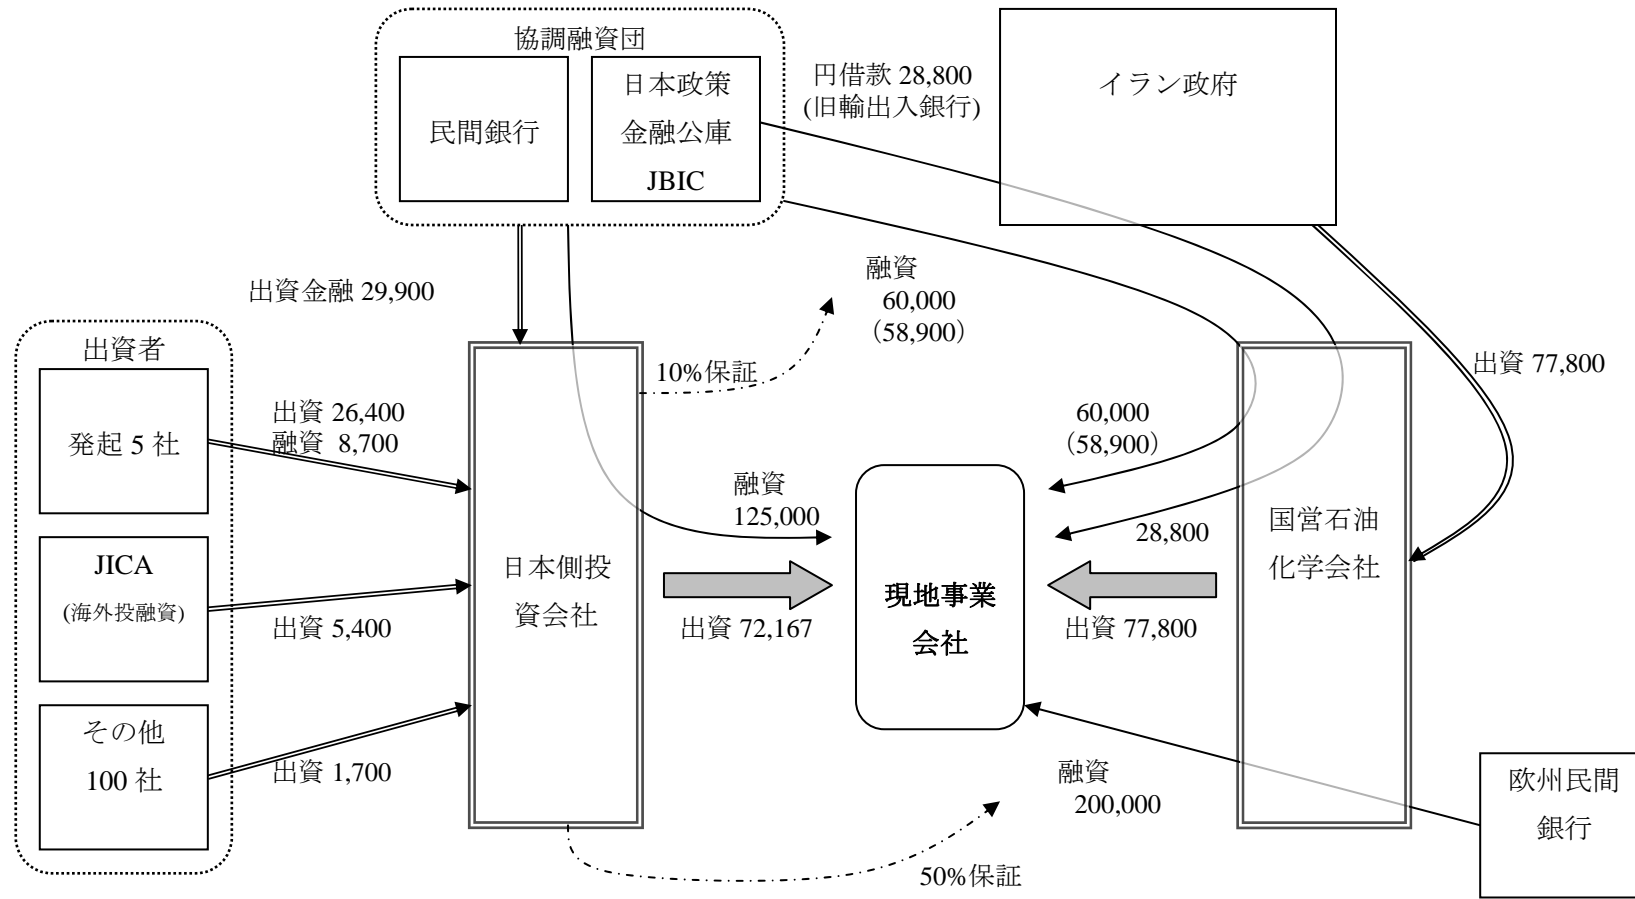 協調融資団
民間銀行
日本政策
金融公庫
JBIC
円借款 28,800
(旧輸出入銀行)
イラン政府
出資金融 29,900
融資
60,000
（58,900）
出資者
発起 5 社
出資 26,400
融資 8,700
10%保証
60,000
（58,900）
出資 77,800
JICA
(海外投融資)
出資 5,400
日本側投
資会社
融資
125,000
出資 72,167
現地事業
会社
28,800
出資 77,800
国営石油
化学会社
その他
100 社
出資 1,700
融資
200,000
50%保証
欧州民間
銀行